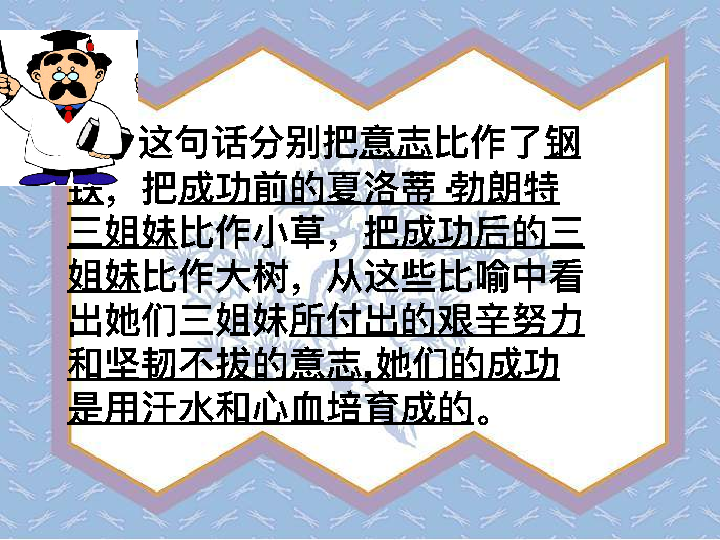 这句话分别把意志比作了钢
铁，把成功前的夏洛蒂·勃朗特
三姐妹比作小草，把成功后的三
姐妹比作大树，从这些比喻中看
出她们三姐妹所付出的艰辛努力
和坚韧不拔的意志,她们的成功
是用汗水和心血培育成的。